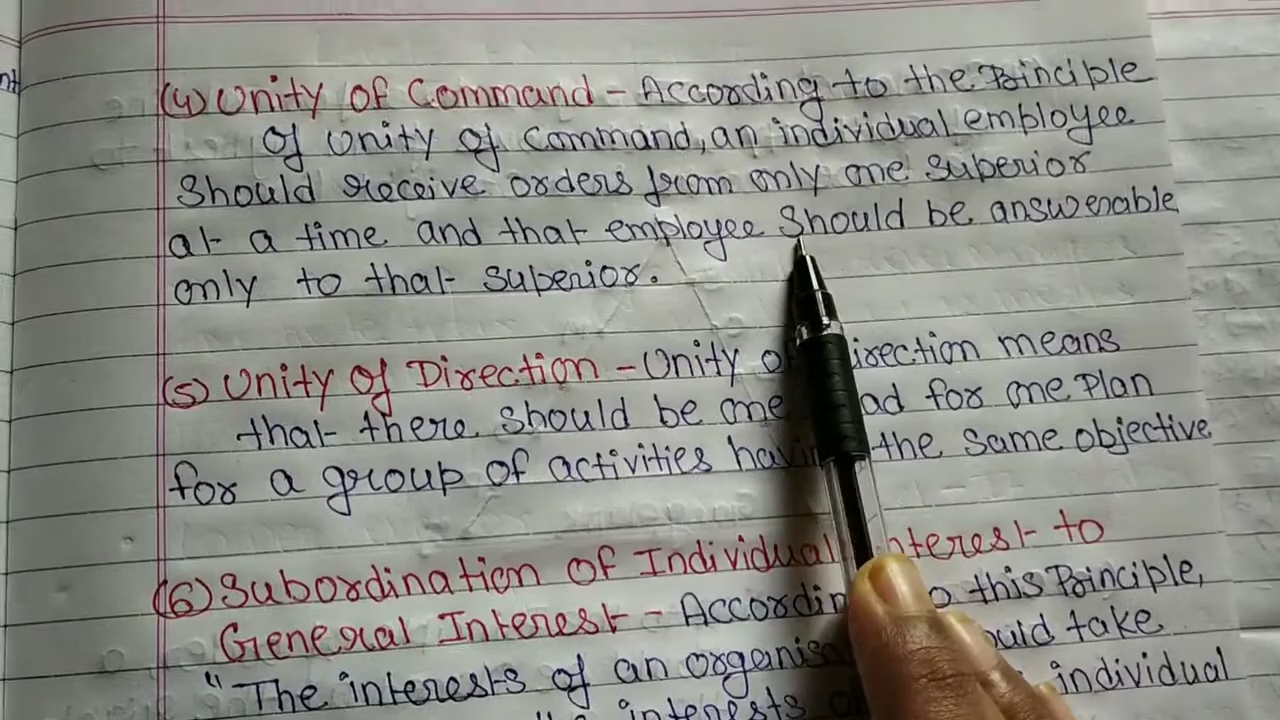 nt
(4) Unity of Command - According to the Principle
of Unity of Command, an individual employee
Should receive orders from only one Superior
at a time and that employee Should be answerable
only to that Superior.
(5) Unity of Direction - Unity of Direction means
that there should be one for one Plan
for a group of activities having the Same objective
(6) Subordination of Individual Interest to
General Interest - According to this Principle,
"The interests of an take
interests individual